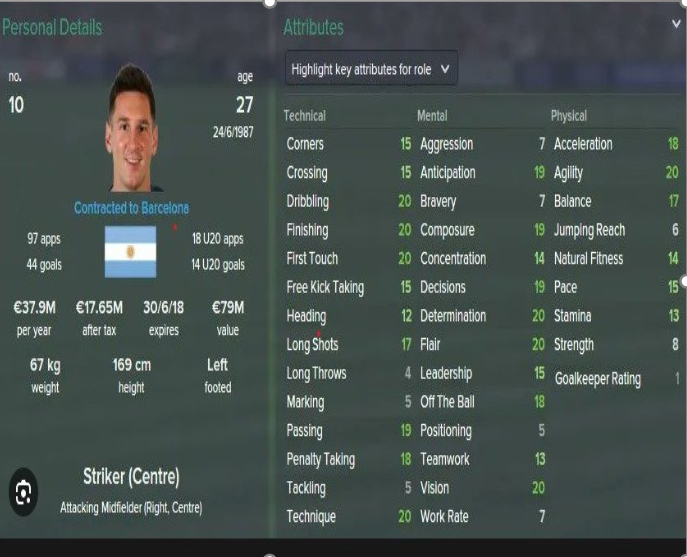 Personal Details
no.
10
age
27
24/6/1987
Contracted to Barcelona
97 apps
44 goals
18 U20 apps
14 U20 goals
€37.9M
per year
€17.65M
after tax
30/6/18
expires
€79M
value
67 kg
weight
169 cm
height
Left
footed
Striker (Centre)
Attacking Midfielder (Right, Centre)
Attributes
Highlight key attributes for role
Technical
Corners 15
Crossing 15
Dribbling 20
Finishing 20
First Touch 20
Free Kick Taking 15
Heading 12
Long Shots 17
Long Throws 4
Marking 5
Passing 19
Penalty Taking 18
Tackling 5
Technique 20
Mental
Aggression 7
Anticipation 19
Bravery 7
Composure 19
Concentration 14
Decisions 19
Determination 20
Flair 20
Leadership 15
Off The Ball 18
Positioning 5
Teamwork 13
Vision 20
Work Rate 7
Physical
Acceleration 18
Agility 20
Balance 17
Jumping Reach 6
Natural Fitness 14
Pace 15
Stamina 13
Strength 8
Goalkeeper Rating 1